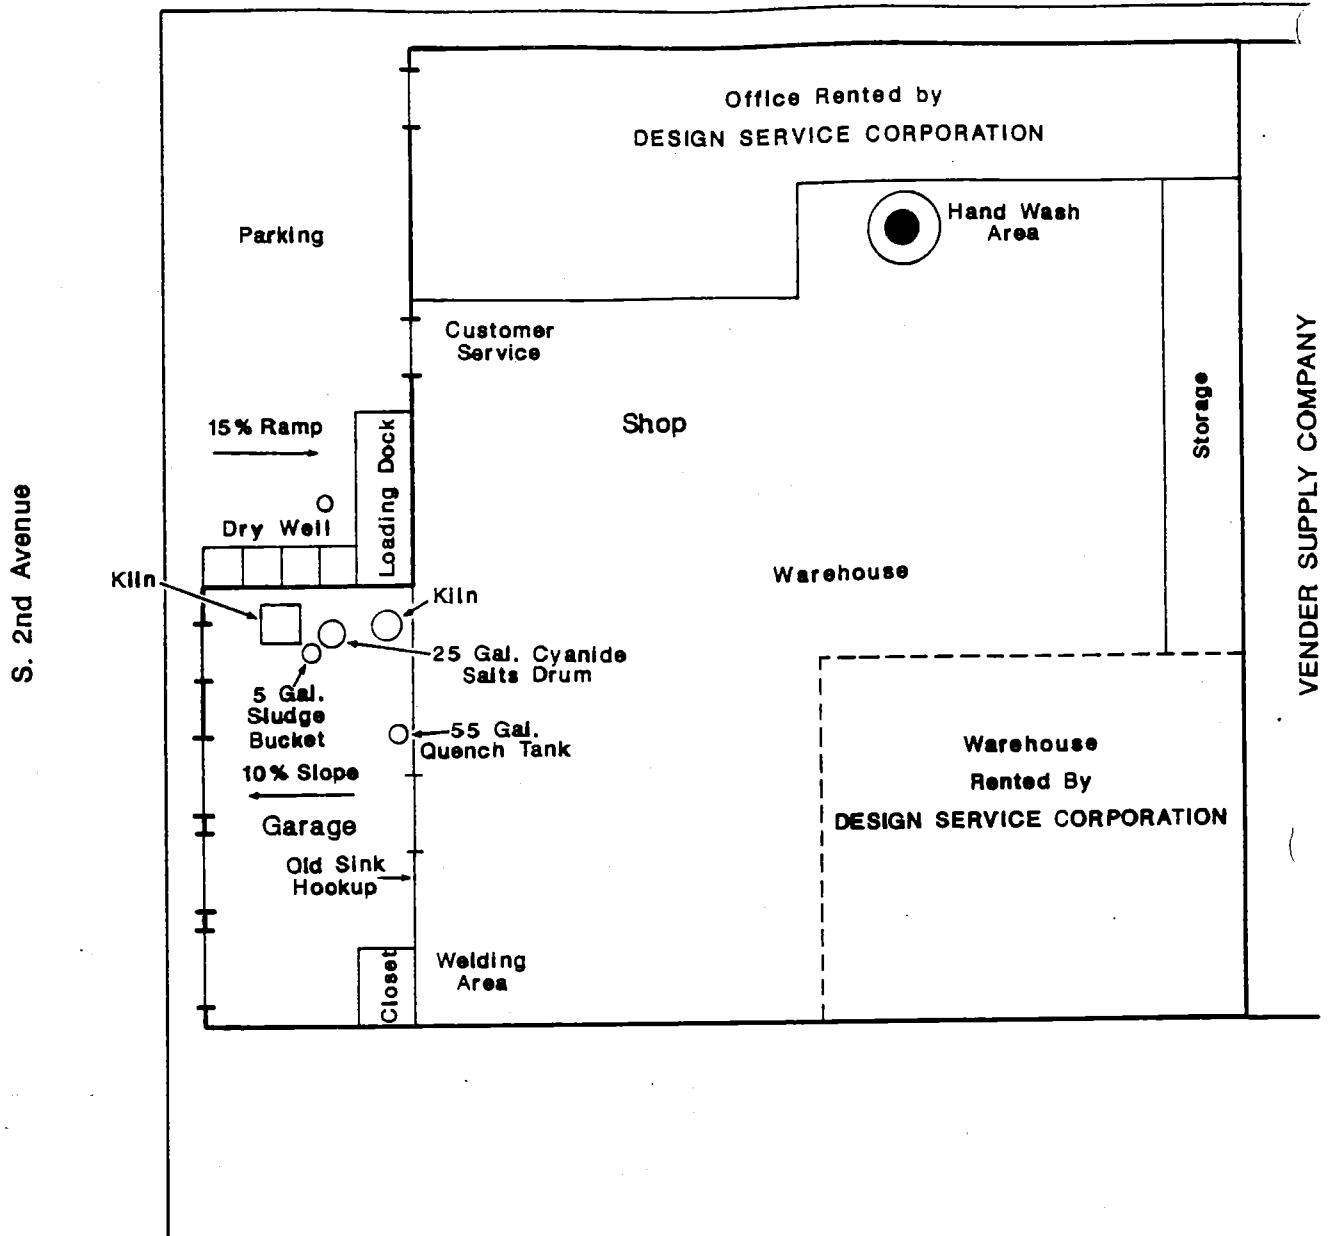 Office Rented by
DESIGN SERVICE CORPORATION
Parking
Hand Wash
Area
Customer
Service
15% Ramp
Shop
Loading Dock
Storage
VENDER SUPPLY COMPANY
S. 2nd Avenue
Dry Well
Kiln
Kiln
Warehouse
25 Gal. Cyanide
Salts Drum
5 Gal.
Sludge
Bucket
55 Gal.
Quench Tank
10% Slope
Garage
Warehouse
Rented By
DESIGN SERVICE CORPORATION
Old Sink
Hookup
Closet
Welding
Area